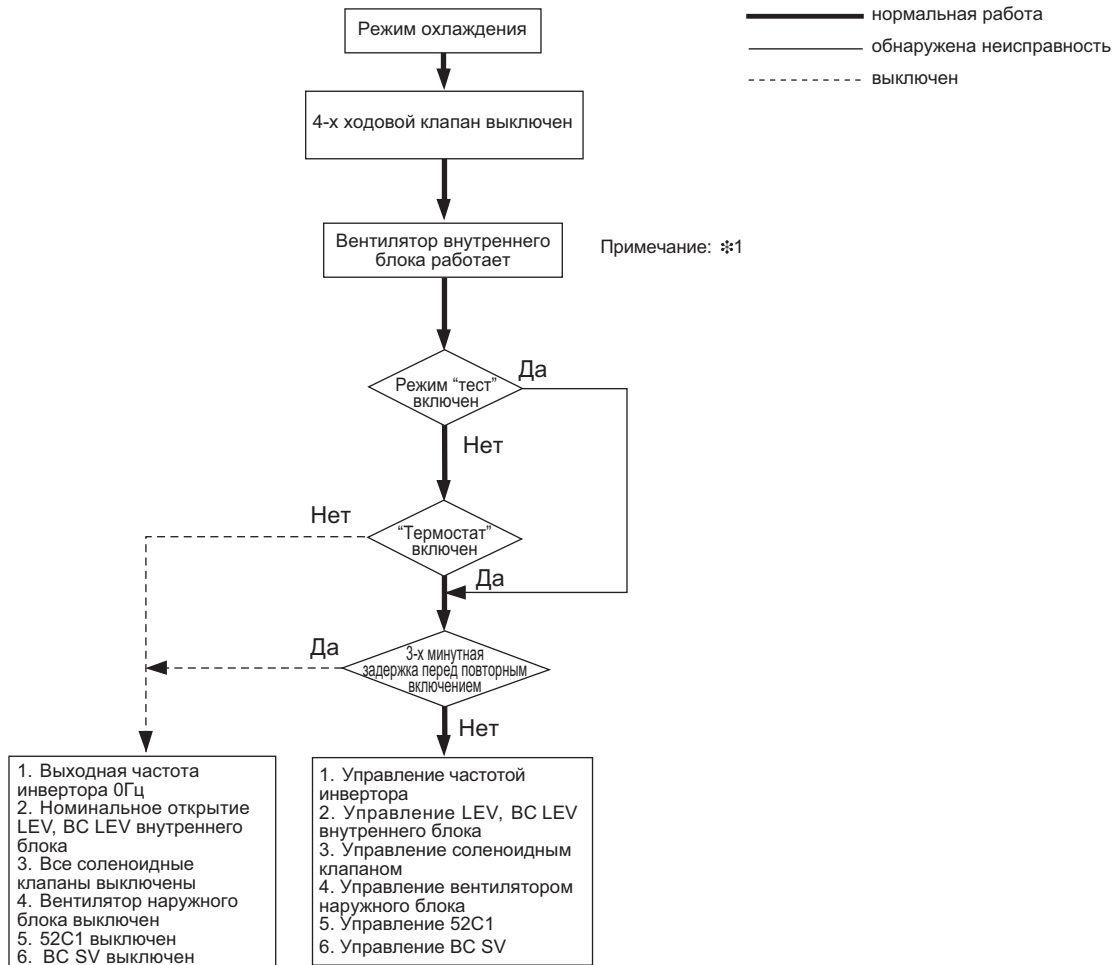 Режим охлаждения
нормальная работа
обнаружена неисправность
выключен
4-х ходовой клапан выключен
Вентилятор внутреннего
блока работает
Примечание: ✻1
Режим “тест”
включен
Да
Нет
“Термостат”
включен
Нет
Да
3-х минутная
задержка перед повторным
включением
Да
Нет
1. Выходная частота
инвертора 0Гц
2. Номинальное открытие
LEV, BC LEV внутреннего
блока
3. Все соленоидные
клапаны выключены
4. Вентилятор наружного
блока выключен
5. 52C1 выключен
6. BC SV выключен
1. Управление частотой
инвертора
2. Управление LEV, BC LEV
внутреннего блока
3. Управление соленоидным
клапаном
4. Управление вентилятором
наружного блока
5. Управление 52C1
6. Управление BC SV